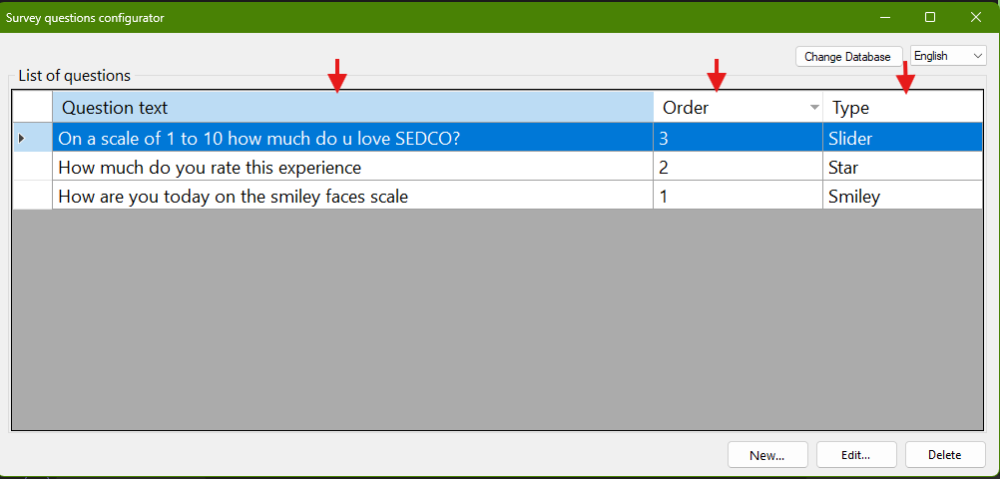 Survey questions configurator
Change Database English
List of questions
Question text Order Type
On a scale of 1 to 10 how much do u love SEDCO? 3 Slider
How much do you rate this experience 2 Star
How are you today on the smiley faces scale 1 Smiley
New... Edit... Delete